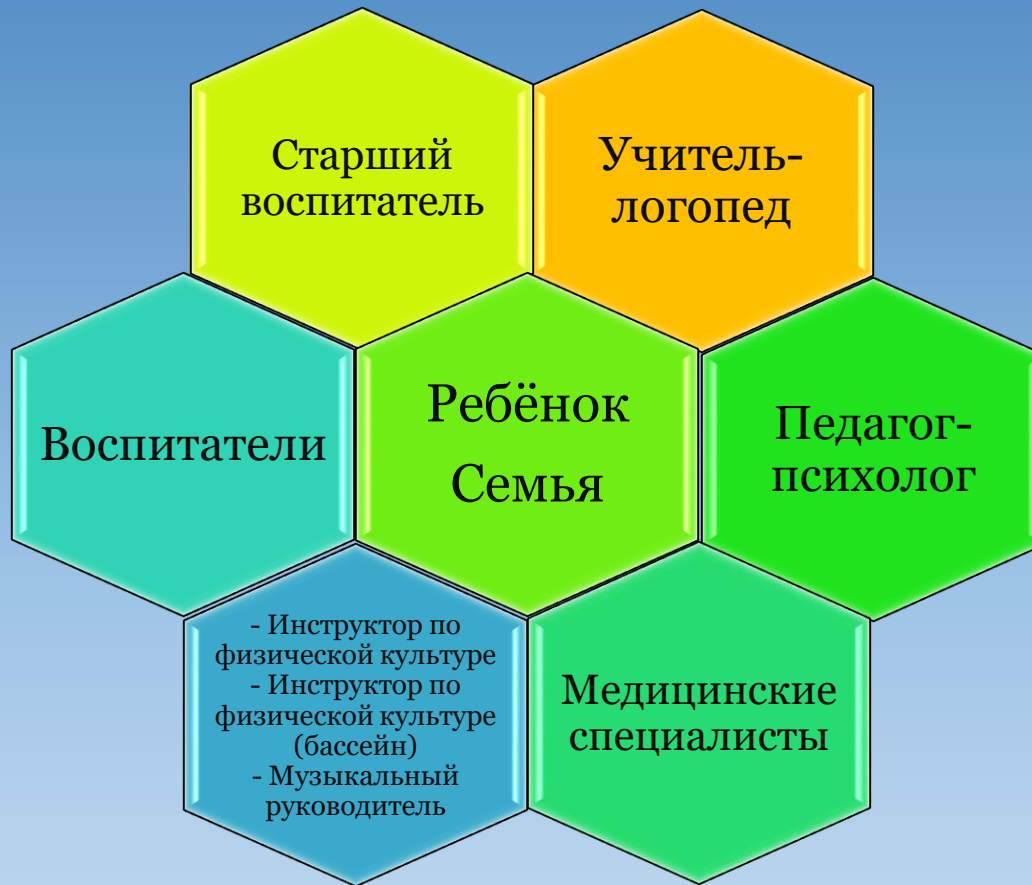 Старший
воспитатель
Учитель-
логопед
Воспитатели
Ребёнок
Семья
Педагог-
психолог
- Инструктор по
физической культуре
- Инструктор по
физической культуре
(бассейн)
- Музыкальный
руководитель
Медицинские
специалисты